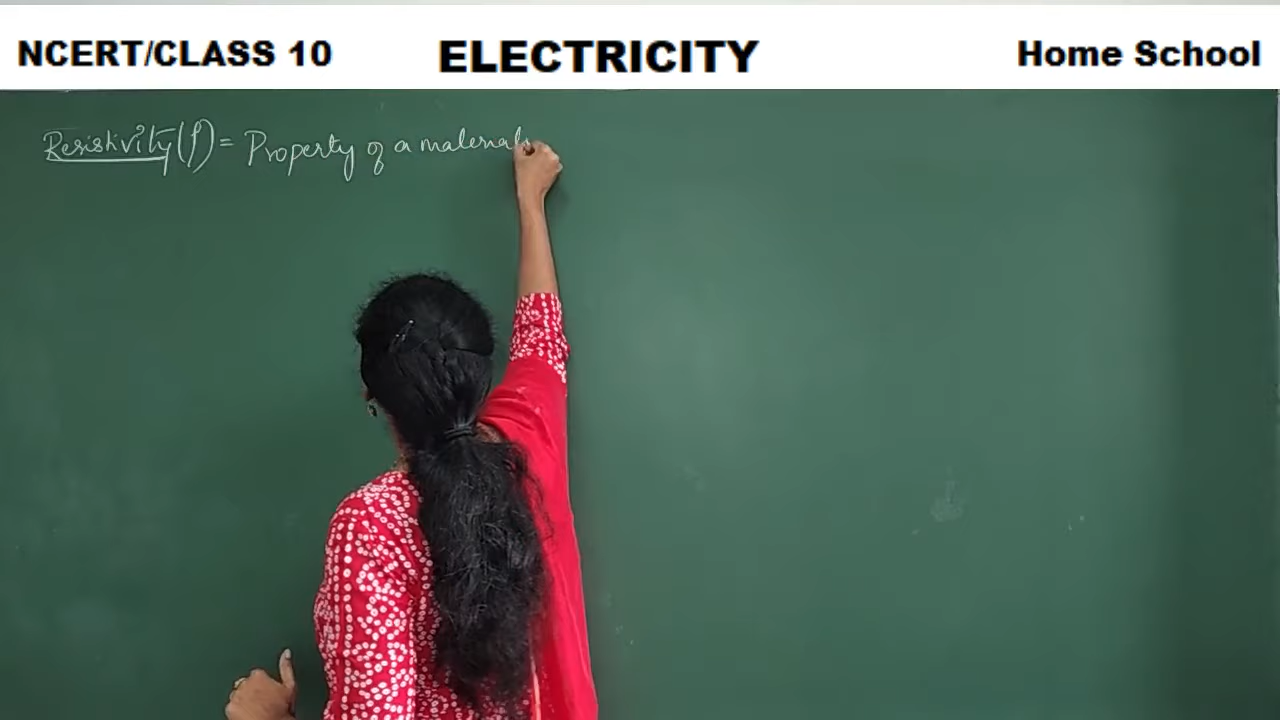 NCERT/CLASS 10 ELECTRICITY Home School
Resistivity (ρ) = Property of a material